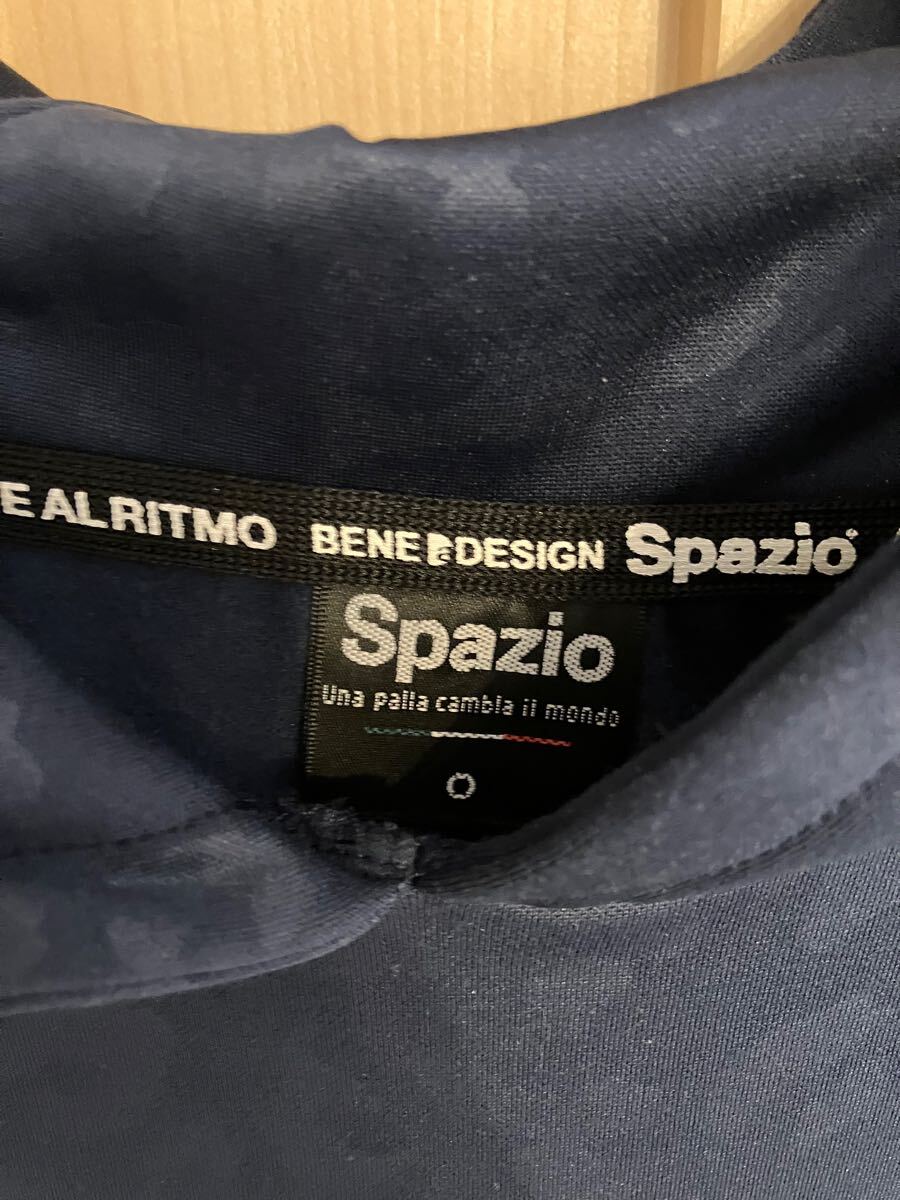 E AL RITMO BENE DESIGN Spazio
Spazio
Una palla cambia il mondo
O